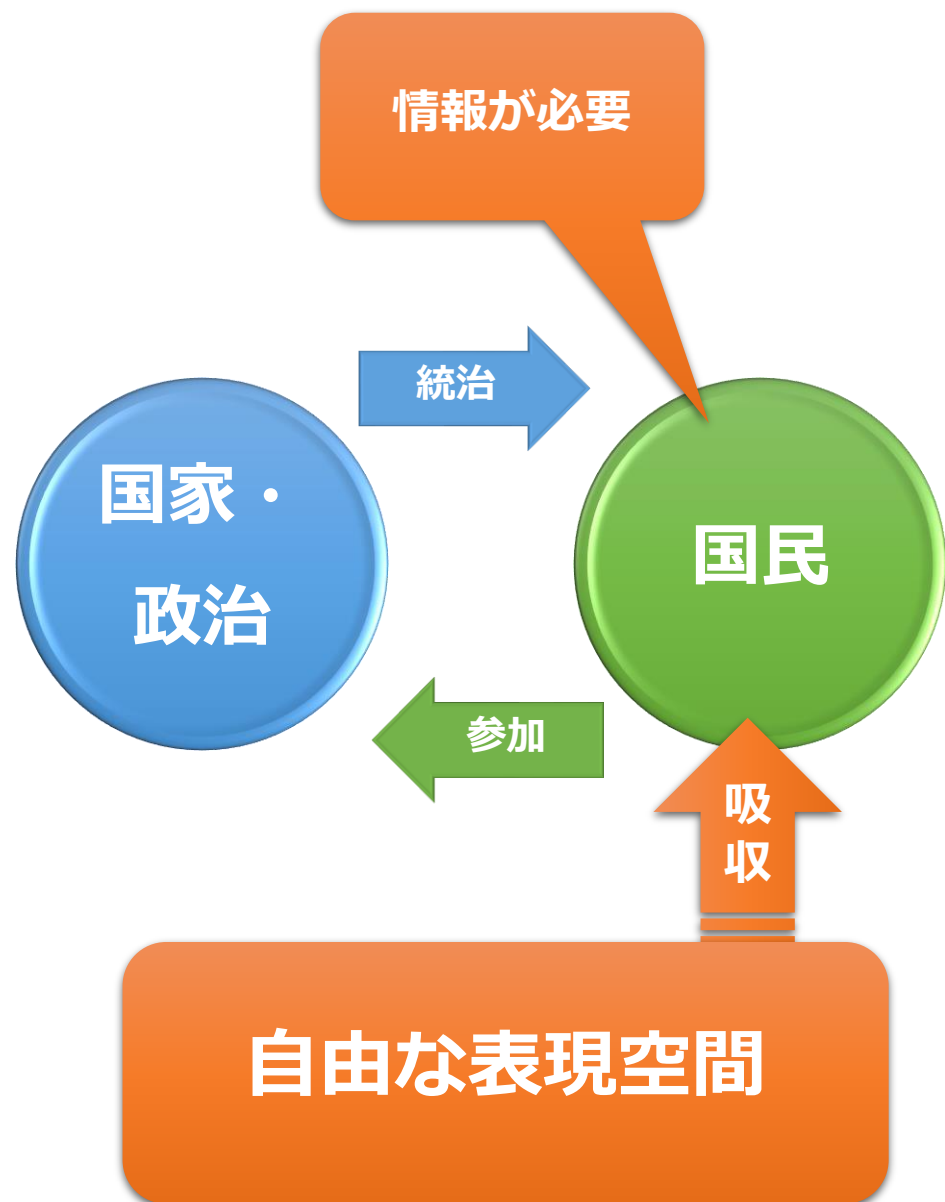 情報が必要
統治
国家・
政治
国民
参加
吸
収
自由な表現空間